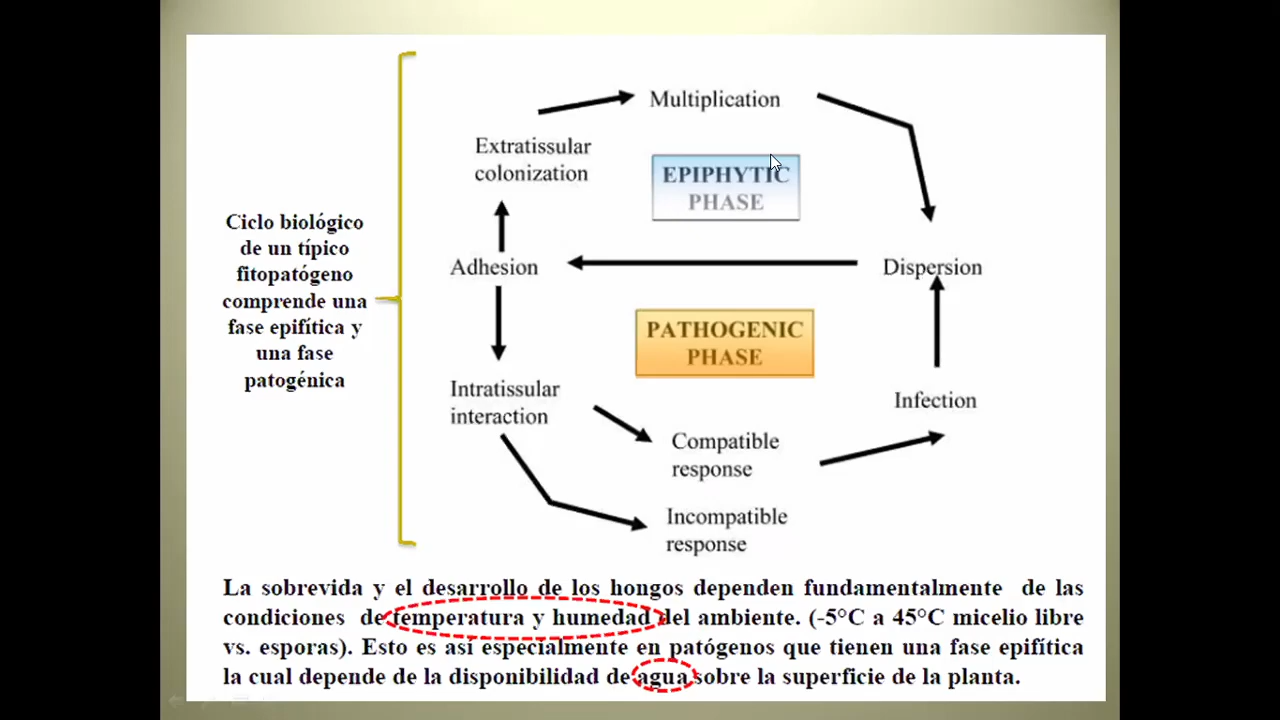 Multiplication
Extratissular
colonization
EPIPHYTIC
PHASE
Ciclo biológico
de un típico
fitopatógeno
comprende una
fase epifítica y
una fase
patogénica
Adhesion
Dispersion
PATHOGENIC
PHASE
Intratissular
interaction
Infection
Compatible
response
Incompatible
response
La sobrevida y el desarrollo de los hongos dependen fundamentalmente de las
condiciones de temperatura y humedad del ambiente. (-5°C a 45°C micelio libre
vs. esporas). Esto es así especialmente en patógenos que tienen una fase epifítica
la cual depende de la disponibilidad de agua sobre la superficie de la planta.